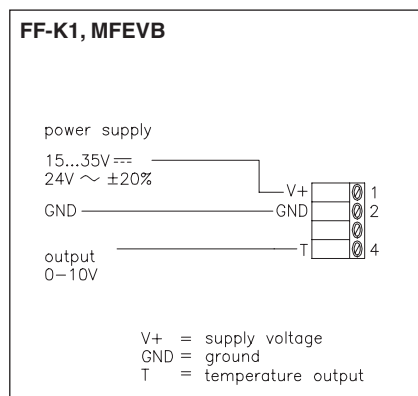 FF-K1, MFEVB
power supply
15...35V ⎓
24V ∼ ±20%
V+ 1
GND GND 2
T 4
output
0–10V
V+ = supply voltage
GND = ground
T = temperature output